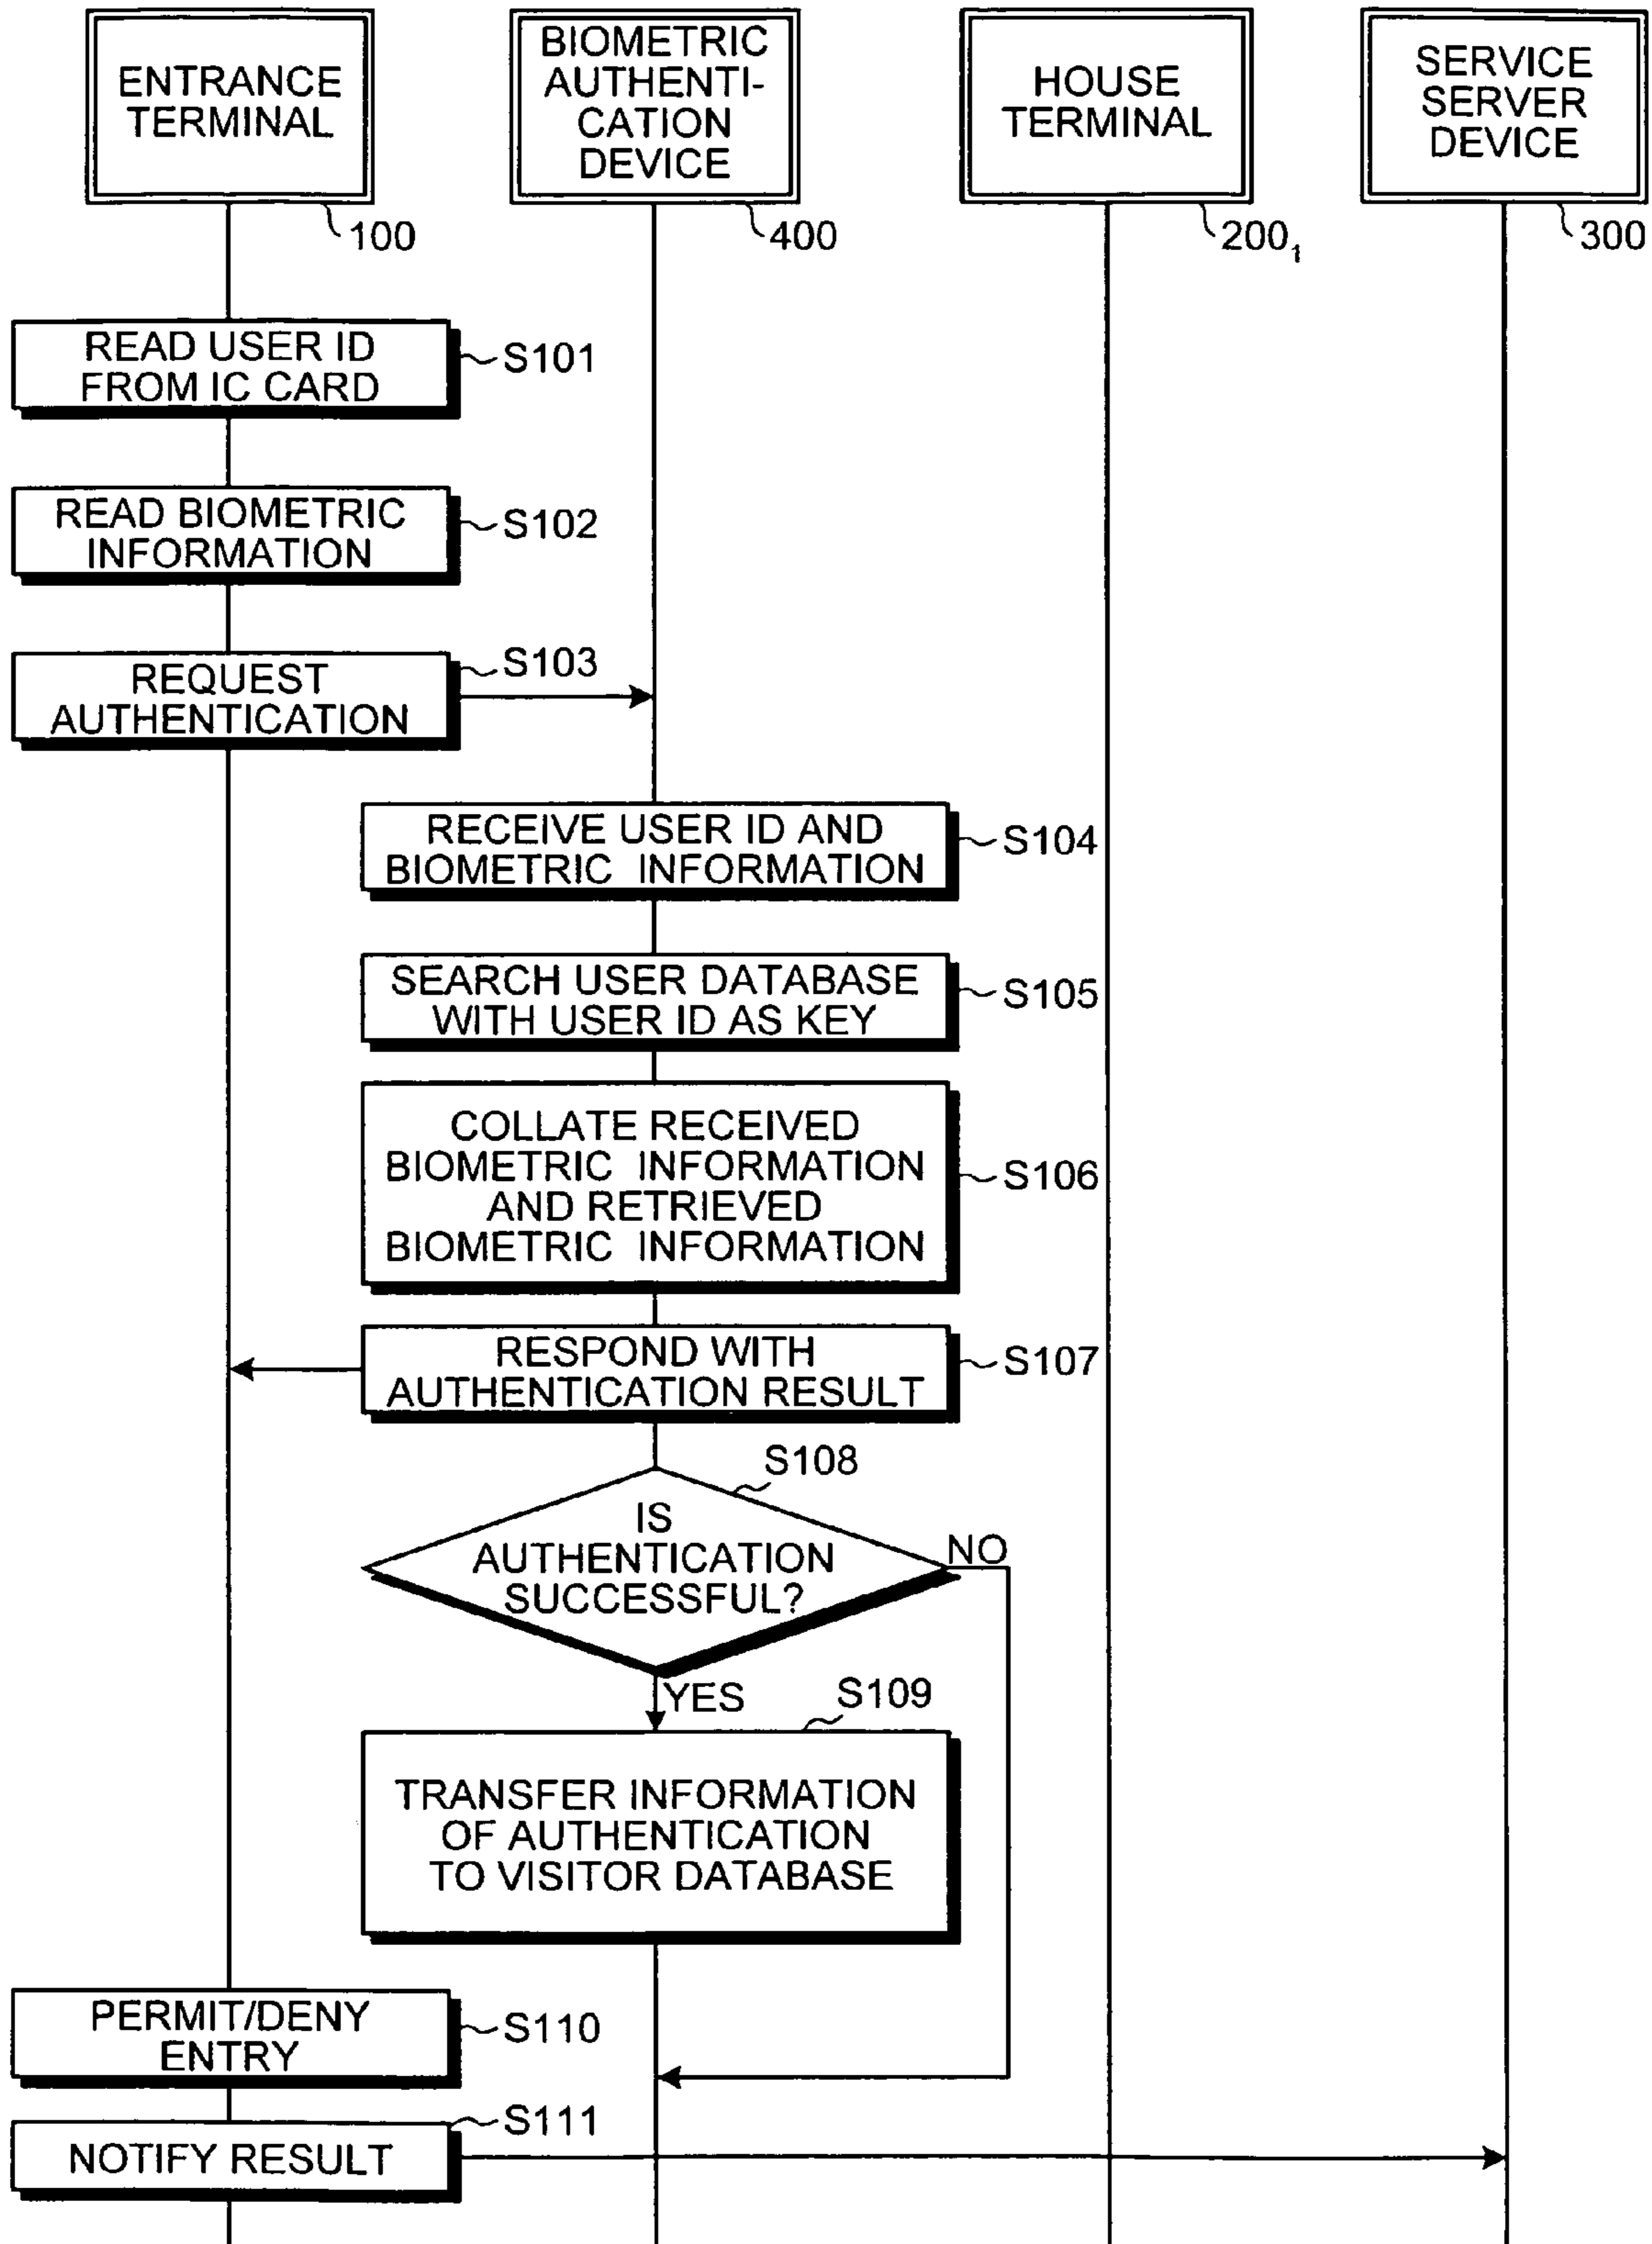 ENTRANCE
TERMINAL
100
BIOMETRIC
AUTHENTI-
CATION
DEVICE
400
HOUSE
TERMINAL
200₁
SERVICE
SERVER
DEVICE
300
READ USER ID
FROM IC CARD
S101
READ BIOMETRIC
INFORMATION
S102
REQUEST
AUTHENTICATION
S103
RECEIVE USER ID AND
BIOMETRIC INFORMATION
S104
SEARCH USER DATABASE
WITH USER ID AS KEY
S105
COLLATE RECEIVED
BIOMETRIC INFORMATION
AND RETRIEVED
BIOMETRIC INFORMATION
S106
RESPOND WITH
AUTHENTICATION RESULT
S107
S108
IS
AUTHENTICATION
SUCCESSFUL?
NO
YES
S109
TRANSFER INFORMATION
OF AUTHENTICATION
TO VISITOR DATABASE
PERMIT/DENY
ENTRY
S110
S111
NOTIFY RESULT